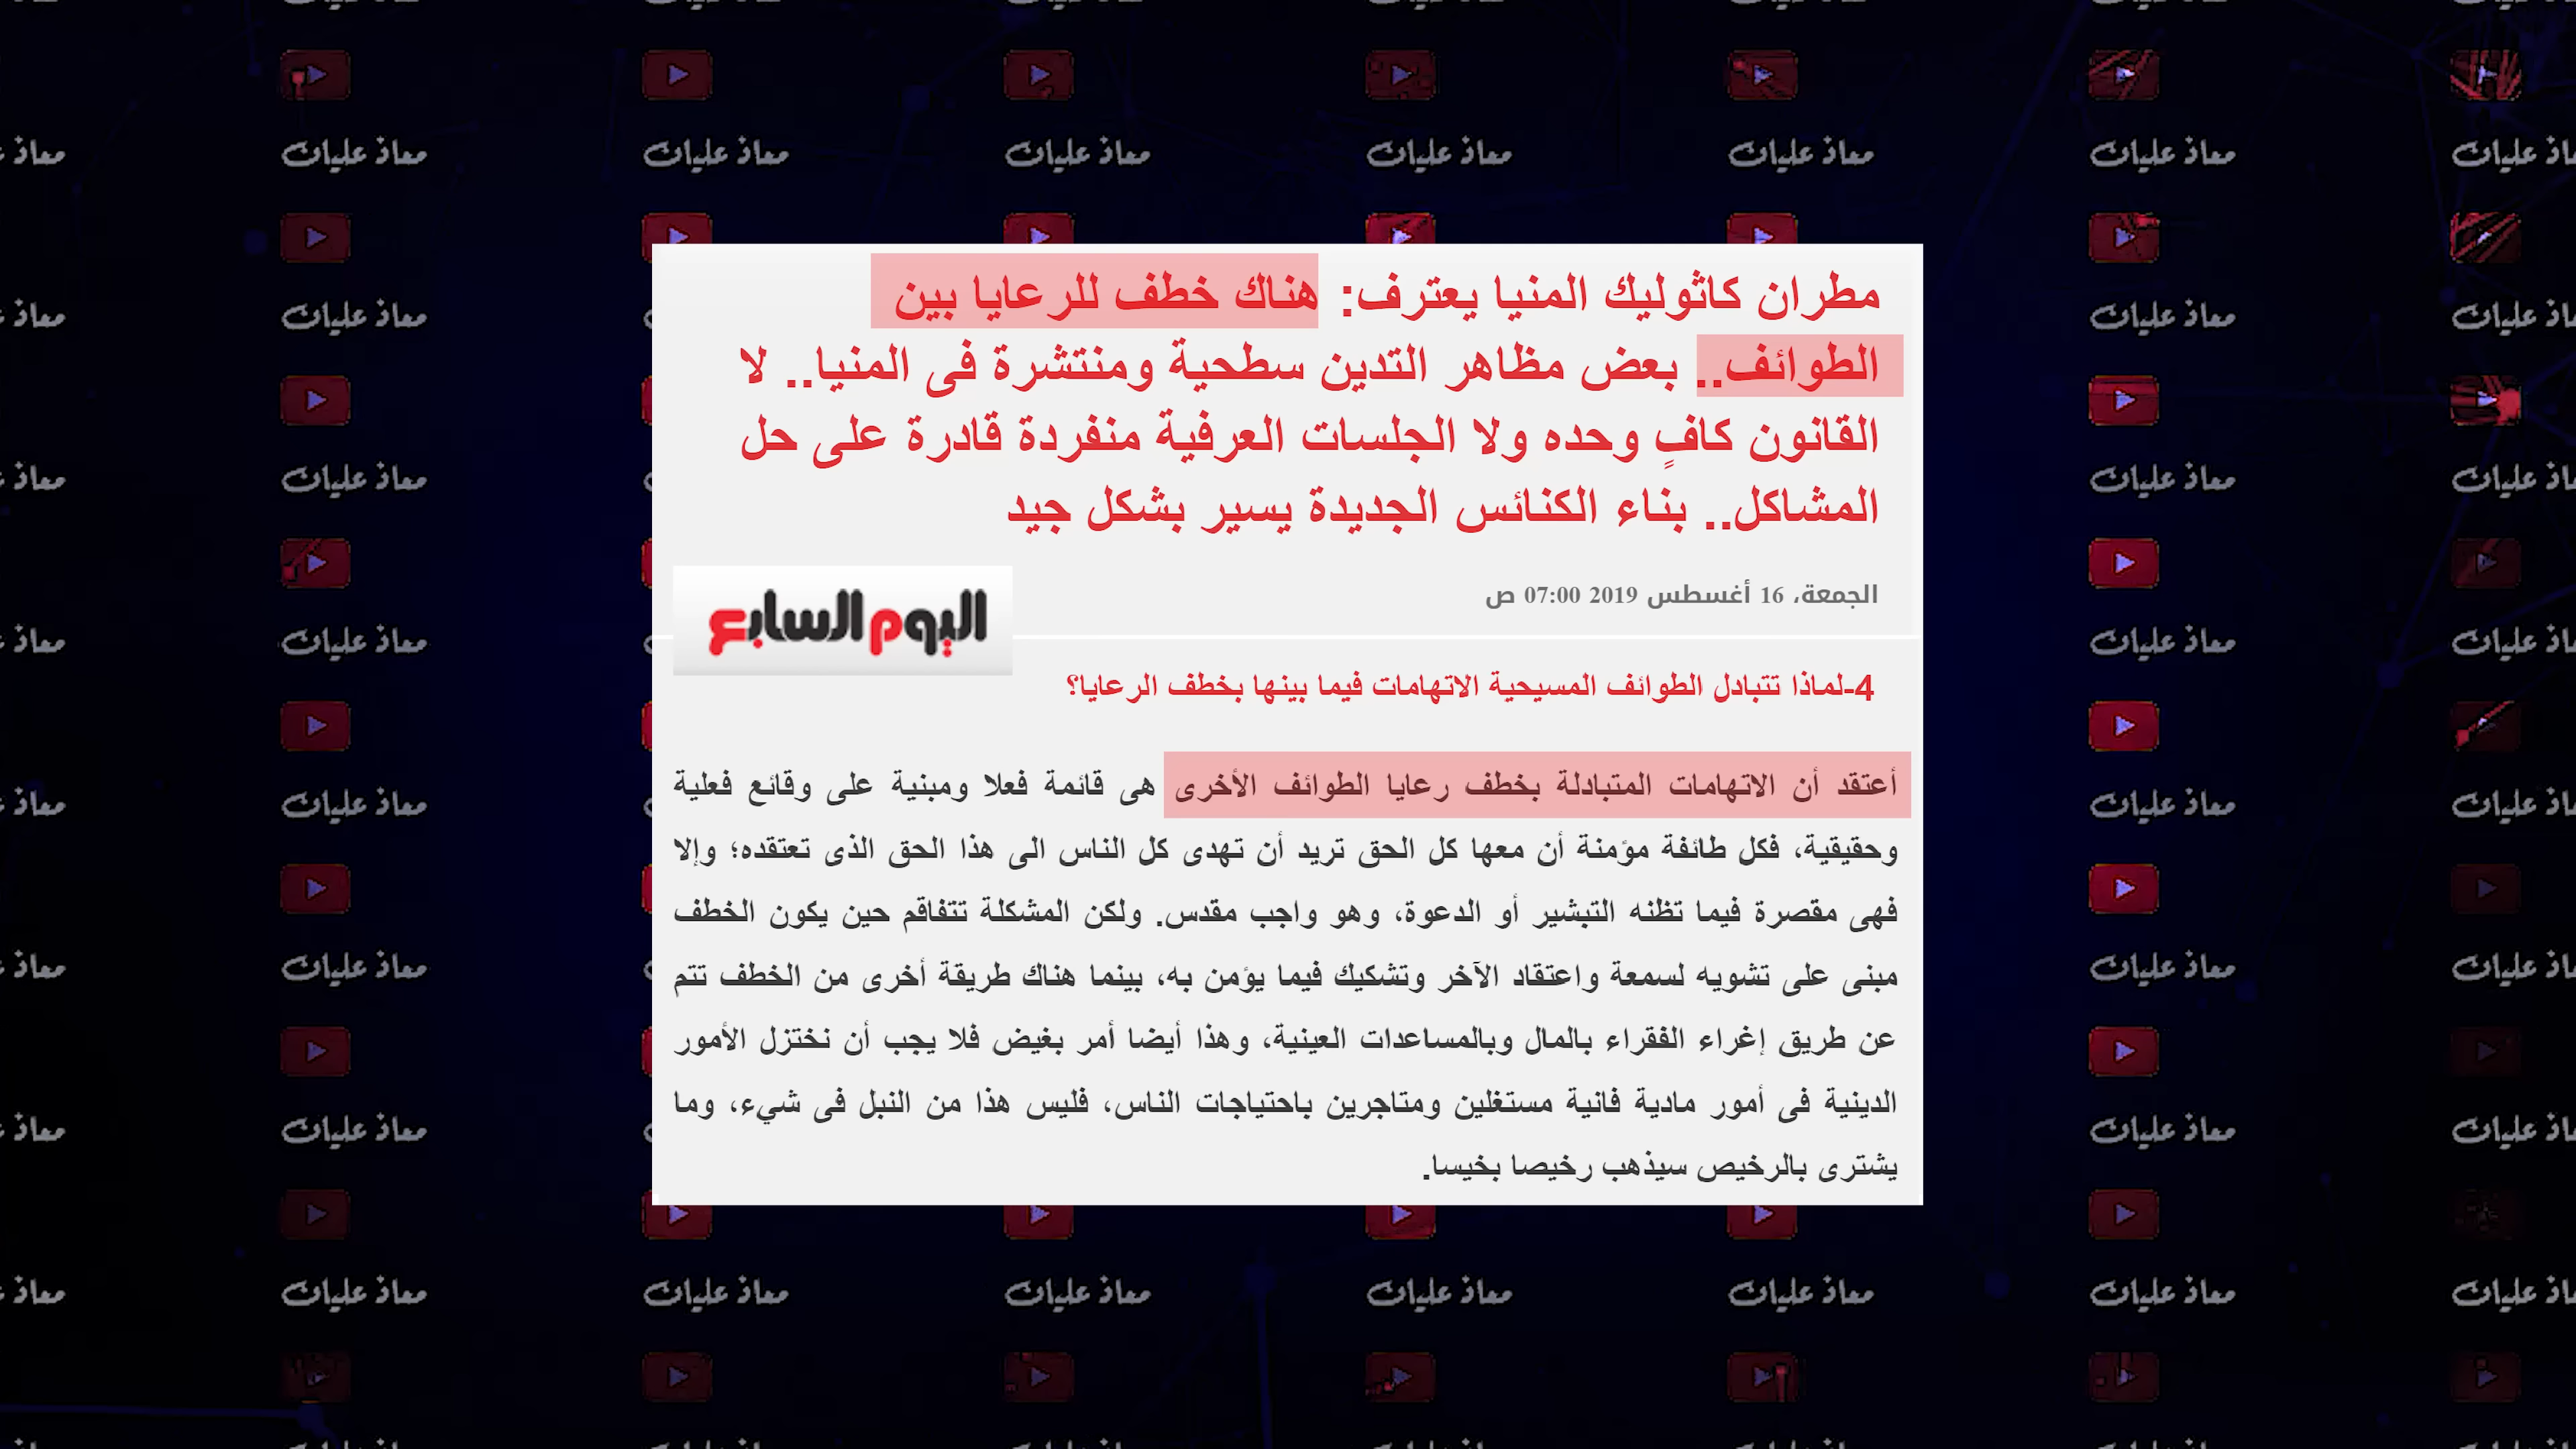 مطران كاثوليك المنيا يعترف: هناك خطف للرعايا بين
الطوائف.. بعض مظاهر التدين سطحية ومنتشرة فى المنيا.. لا
القانون كافٍ وحده ولا الجلسات العرفية منفردة قادرة على حل
المشاكل.. بناء الكنائس الجديدة يسير بشكل جيد
الجمعة، 16 أغسطس 2019 07:00 ص
اليوم السابع
4-لماذا تتبادل الطوائف المسيحية الاتهامات فيما بينها بخطف الرعايا؟
أعتقد أن الاتهامات المتبادلة بخطف رعايا الطوائف الأخرى هى قائمة فعلا ومبنية على وقائع فعلية
وحقيقية، فكل طائفة مؤمنة أن معها كل الحق تريد أن تهدى كل الناس الى هذا الحق الذى تعتقده؛ وإلا
فهى مقصرة فيما تظنه التبشير أو الدعوة، وهو واجب مقدس. ولكن المشكلة تتفاقم حين يكون الخطف
مبنى على تشويه لسمعة واعتقاد الآخر وتشكيك فيما يؤمن به، بينما هناك طريقة أخرى من الخطف تتم
عن طريق إغراء الفقراء بالمال وبالمساعدات العينية، وهذا أيضا أمر بغيض فلا يجب أن نختزل الأمور
الدينية فى أمور مادية فانية مستغلين ومتاجرين باحتياجات الناس، فليس هذا من النبل فى شيء، وما
يشترى بالرخيص سيذهب رخيصا بخيسا.
معاذ عليات